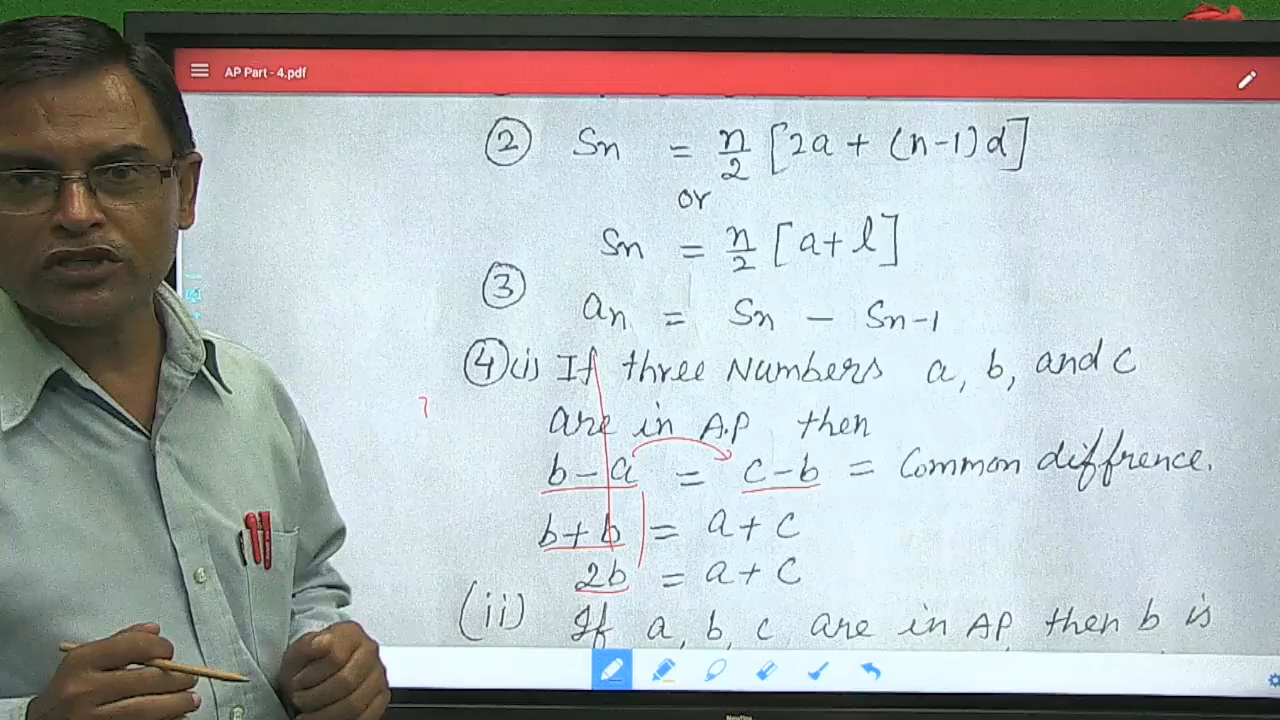 AP Part - 4.pdf
② Sn = n/2 [2a + (n-1)d]
or
Sn = n/2 [a+l]
③ an = Sn - Sn-1
④(i) If three Numbers a, b, and c
are in A.P then
b-a = c-b = Common diffrence.
b+b = a+c
2b = a+c
(ii) If a, b, c are in AP then b is
Newline